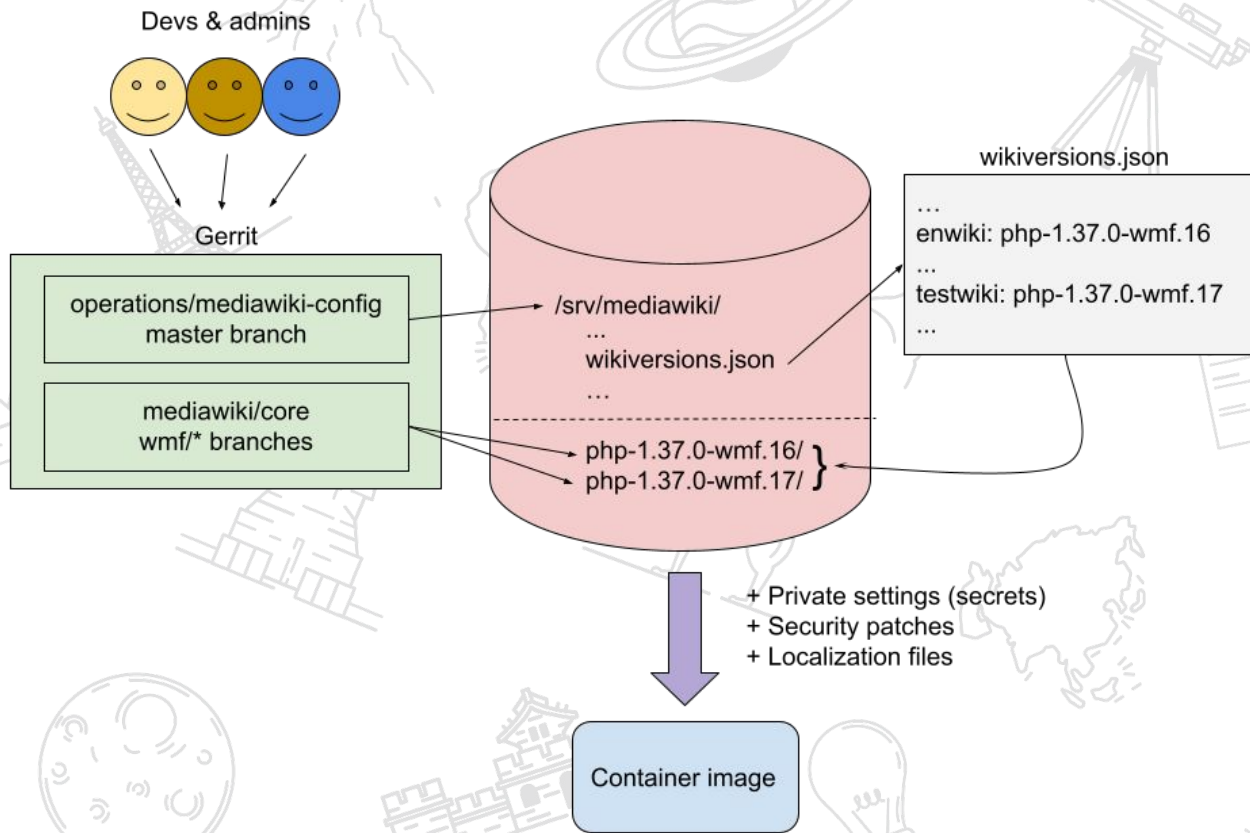 Devs & admins
Gerrit
operations/mediawiki-config
master branch
mediawiki/core
wmf/* branches
/srv/mediawiki/
...
wikiversions.json
...
php-1.37.0-wmf.16/
php-1.37.0-wmf.17/
}
wikiversions.json
...
enwiki: php-1.37.0-wmf.16
...
testwiki: php-1.37.0-wmf.17
...
+ Private settings (secrets)
+ Security patches
+ Localization files
Container image